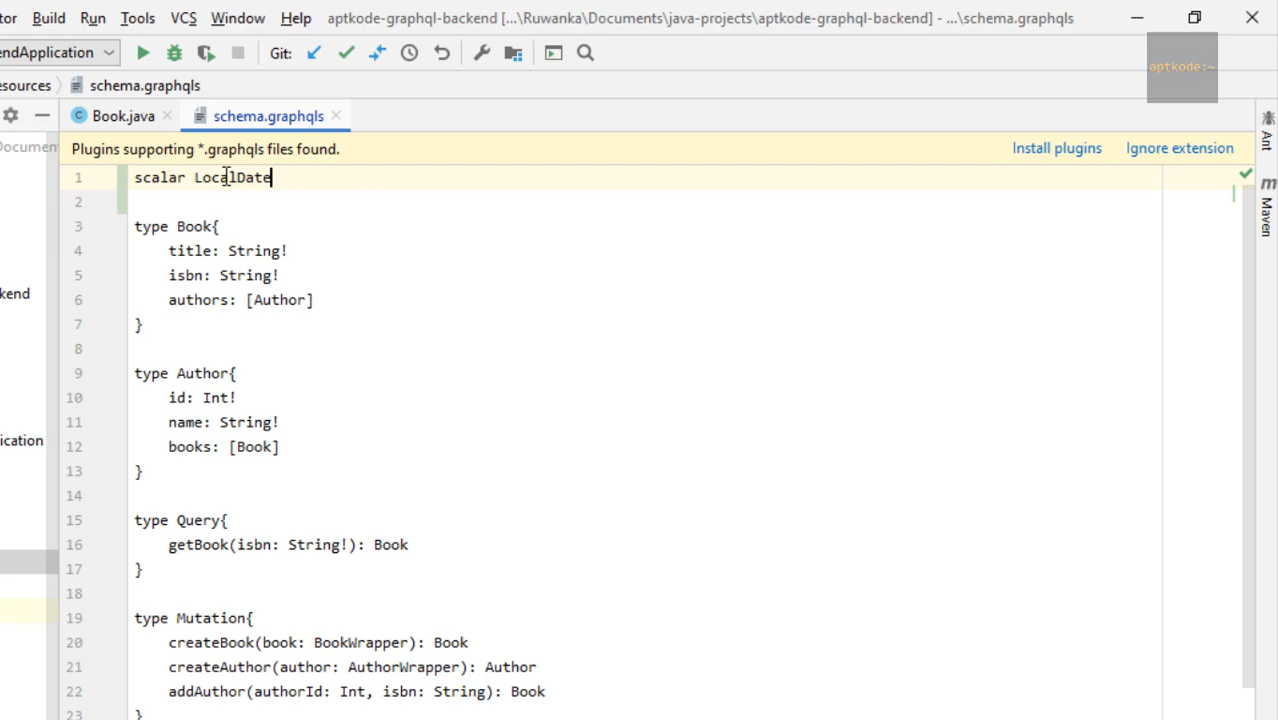 tor Build Run Tools VCS Window Help aptkode-graphql-backend [...\Ruwanka\Documents\java-projects\aptkode-graphql-backend] - ...\schema.graphqls
endApplication Git:
aptkode:~
esources schema.graphqls
Book.java schema.graphqls
Documen
Plugins supporting *.graphqls files found. Install plugins Ignore extension
Ant
Maven
kend
ication
1 scalar LocalDate
2
3 type Book{
4 title: String!
5 isbn: String!
6 authors: [Author]
7 }
8
9 type Author{
10 id: Int!
11 name: String!
12 books: [Book]
13 }
14
15 type Query{
16 getBook(isbn: String!): Book
17 }
18
19 type Mutation{
20 createBook(book: BookWrapper): Book
21 createAuthor(author: AuthorWrapper): Author
22 addAuthor(authorId: Int, isbn: String): Book
23 }